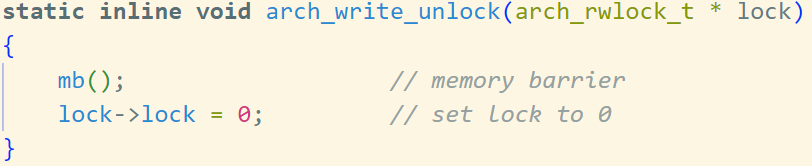 static inline void arch_write_unlock(arch_rwlock_t * lock)
{
    mb();                   // memory barrier
    lock->lock = 0;         // set lock to 0
}